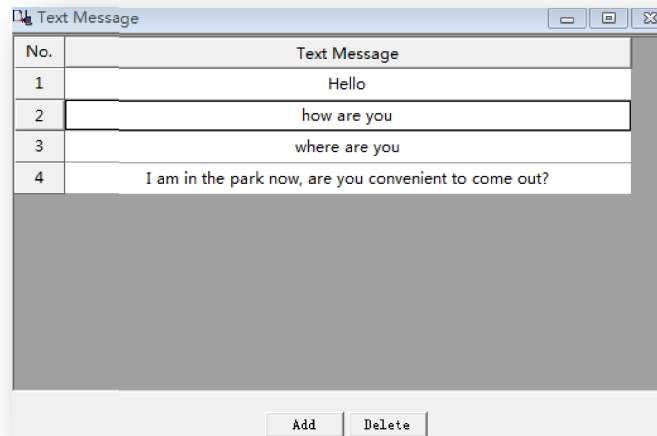 Text Message
No. Text Message
1 Hello
2 how are you
3 where are you
4 I am in the park now, are you convenient to come out?
Add Delete